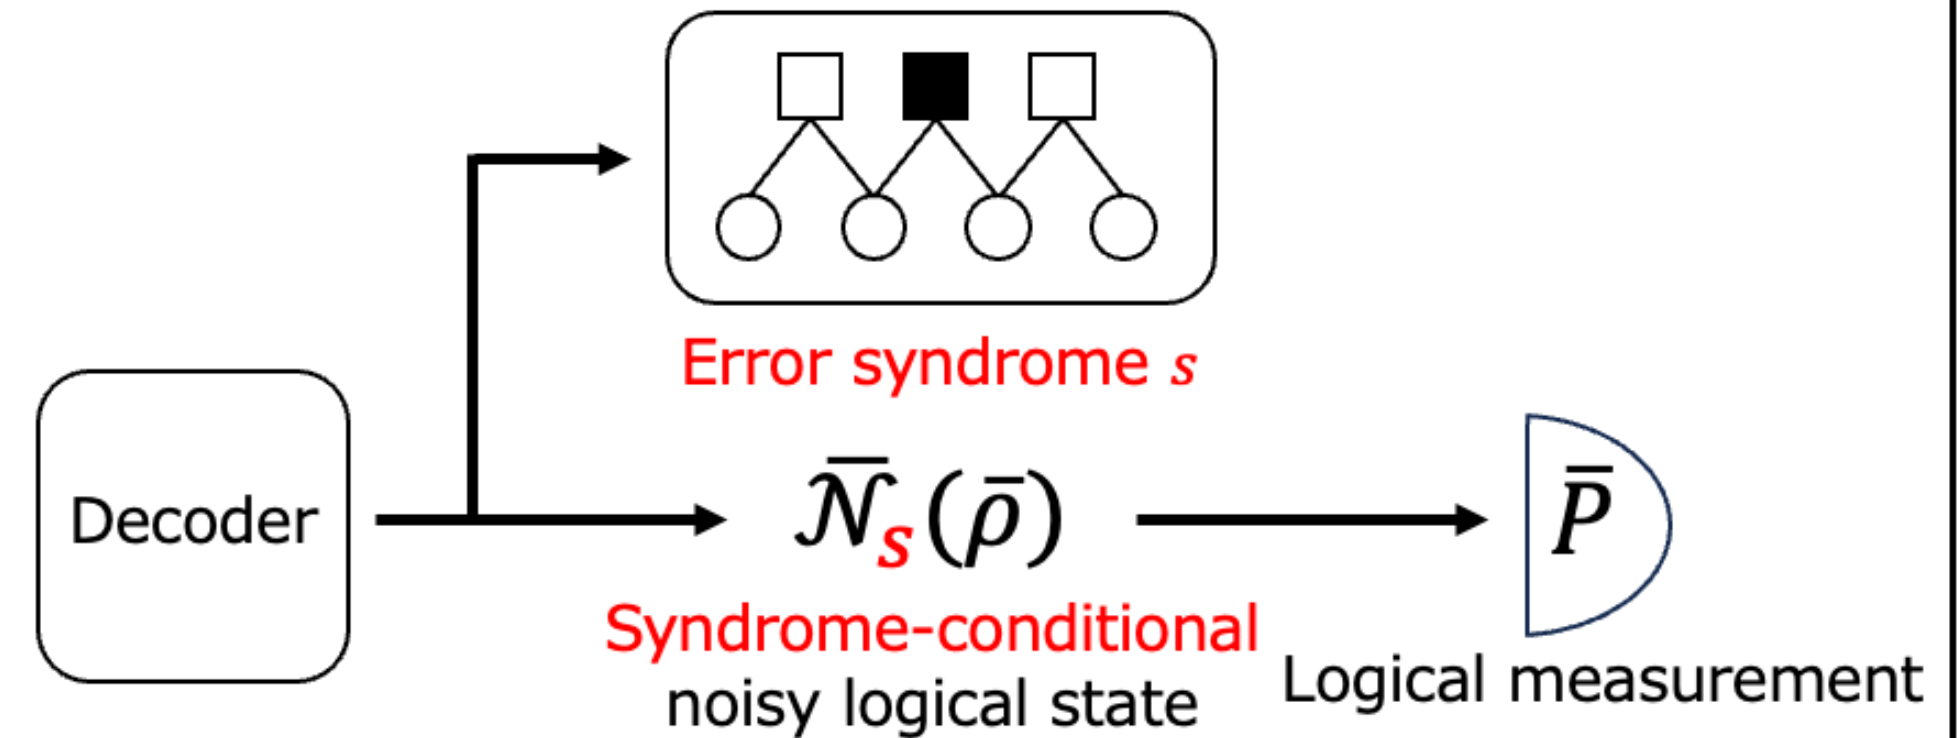 Error syndrome s
Decoder
𝒩̅ₛ(ρ̄)
P̅
Syndrome-conditional
noisy logical state
Logical measurement